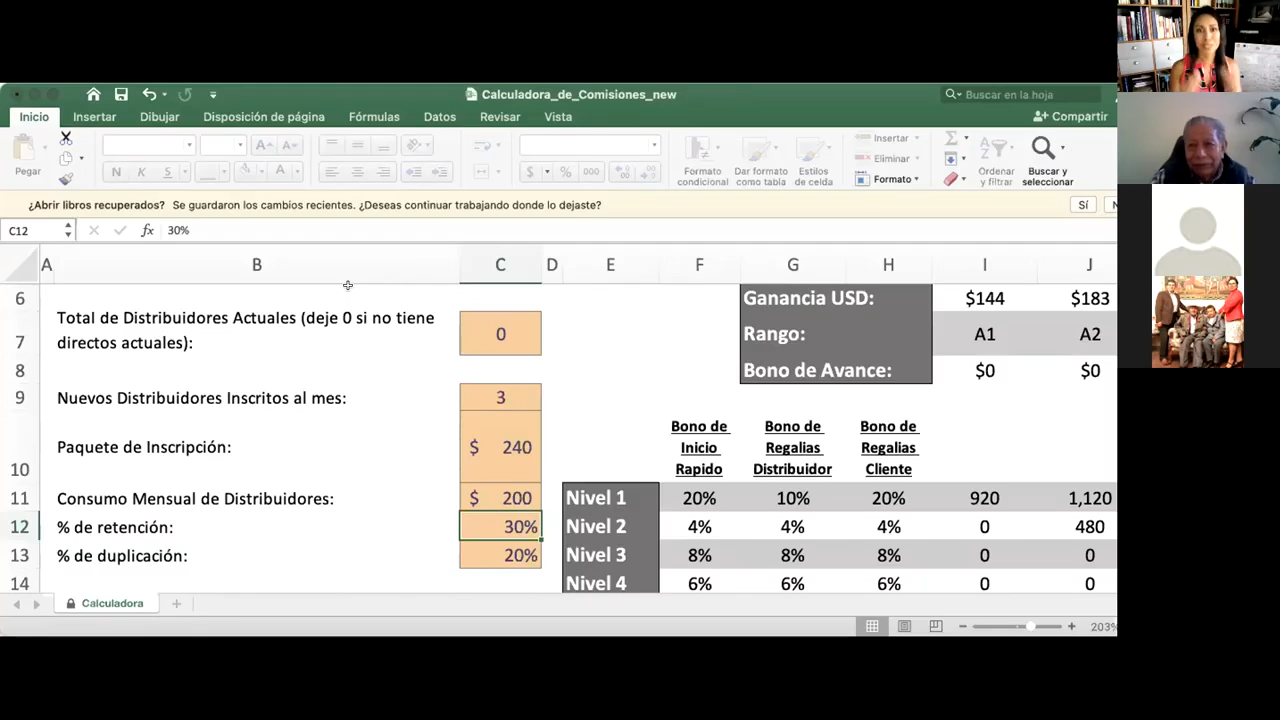 Calculadora_de_Comisiones_new
Buscar en la hoja
Inicio Insertar Dibujar Disposición de página Fórmulas Datos Revisar Vista Compartir
Pegar
N K S A
$ % 000
Formato condicional
Dar formato como tabla
Estilos de celda
Insertar
Eliminar
Formato
Ordenar y filtrar
Buscar y seleccionar
¿Abrir libros recuperados? Se guardaron los cambios recientes. ¿Deseas continuar trabajando donde lo dejaste? Sí
C12 fx 30%
A B C D E F G H I J
6 Ganancia USD: $144 $183
7 Total de Distribuidores Actuales (deje 0 si no tiene directos actuales): 0 Rango: A1 A2
8 Bono de Avance: $0 $0
9 Nuevos Distribuidores Inscritos al mes: 3
10 Paquete de Inscripción: $ 240 Bono de Inicio Rapido Bono de Regalias Distribuidor Bono de Regalias Cliente
11 Consumo Mensual de Distribuidores: $ 200 Nivel 1 20% 10% 20% 920 1,120
12 % de retención: 30% Nivel 2 4% 4% 4% 0 480
13 % de duplicación: 20% Nivel 3 8% 8% 8% 0 0
14 Nivel 4 6% 6% 6% 0 0
Calculadora
203%